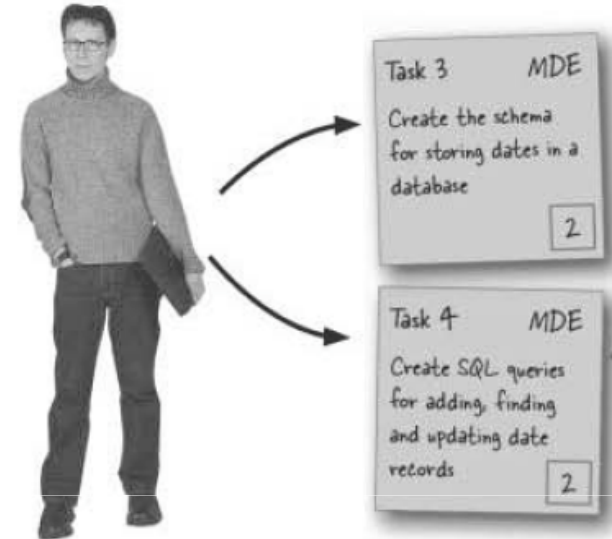 Task 3 MDE
Create the schema
for storing dates in a
database
2
Task 4 MDE
Create SQL queries
for adding, finding
and updating date
records
2